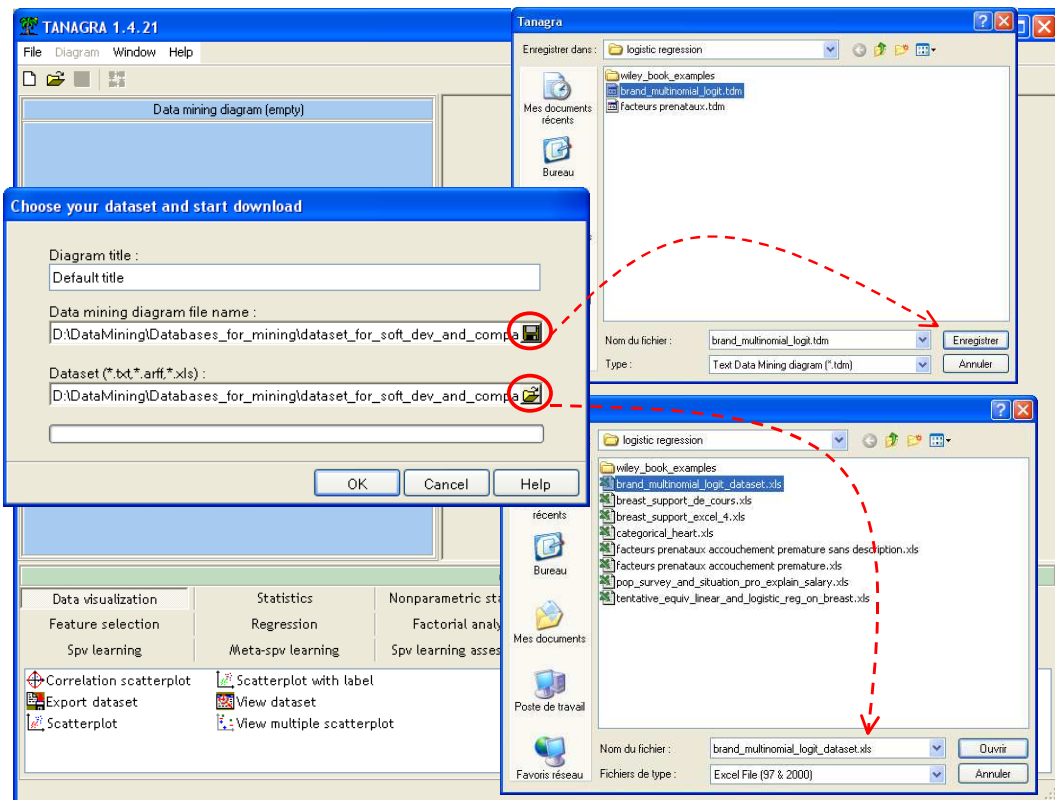 TANAGRA 1.4.21
File Diagram Window Help
Data mining diagram (empty)
Tanagra
Enregistrer dans :
logistic regression
wiley_book_examples
brand_multinomial_logit.tdm
facteurs prenataux.tdm
Mes documents
récents
Bureau
Nom du fichier :
brand_multinomial_logit.tdm
Enregistrer
Type :
Text Data Mining diagram (*.tdm)
Annuler
Choose your dataset and start download
Diagram title :
Default title
Data mining diagram file name :
D:\DataMining\Databases_for_mining\dataset_for_soft_dev_and_compa
Dataset (*.txt,*.arff,*.xls) :
D:\DataMining\Databases_for_mining\dataset_for_soft_dev_and_compa
OK
Cancel
Help
logistic regression
wiley_book_examples
brand_multinomial_logit_dataset.xls
breast_support_de_cours.xls
breast_support_excel_4.xls
categorical_heart.xls
facteurs prenataux accouchement premature sans description.xls
facteurs prenataux accouchement premature.xls
pop_survey_and_situation_pro_explain_salary.xls
tentative_equiv_linear_and_logistic_reg_on_breast.xls
récents
Bureau
Mes documents
Poste de travail
Favoris réseau
Nom du fichier :
brand_multinomial_logit_dataset.xls
Ouvrir
Fichiers de type :
Excel File (97 & 2000)
Annuler
Data visualization
Statistics
Nonparametric sta
Feature selection
Regression
Factorial analy
Spv learning
Meta-spv learning
Spv learning asses
Correlation scatterplot
Scatterplot with label
Export dataset
View dataset
Scatterplot
View multiple scatterplot